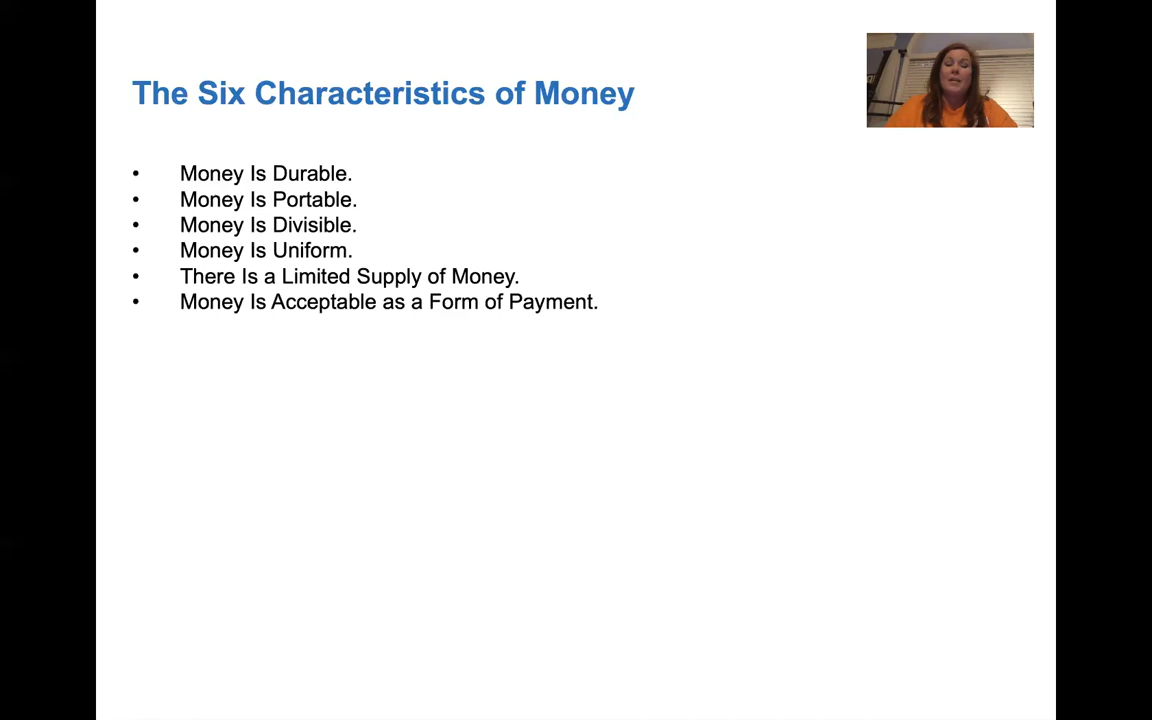 The Six Characteristics of Money
• Money Is Durable.
• Money Is Portable.
• Money Is Divisible.
• Money Is Uniform.
• There Is a Limited Supply of Money.
• Money Is Acceptable as a Form of Payment.